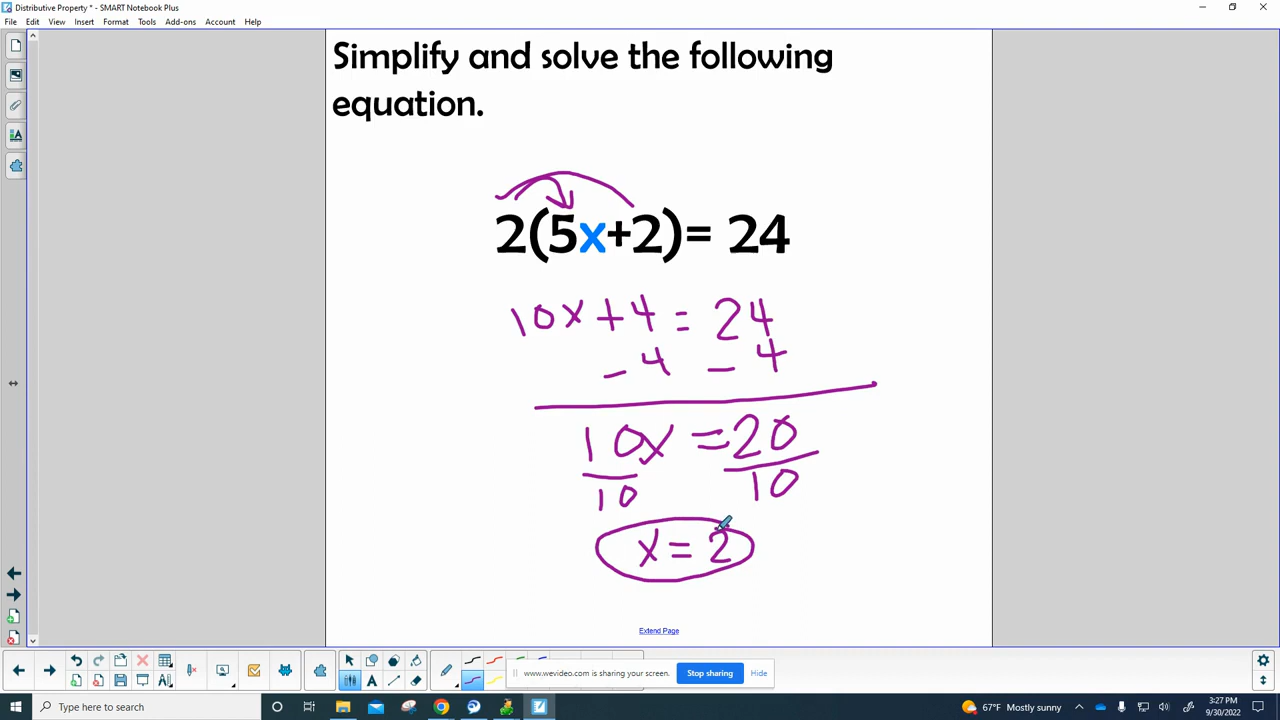 Distributive Property * - SMART Notebook Plus
File Edit View Insert Format Tools Add-ons Account Help
Simplify and solve the following
equation.
2(5x+2)= 24
10x + 4 = 24
- 4 - 4
10x = 20
10 10
x = 2
Extend Page
www.wevideo.com is sharing your screen. Stop sharing Hide
Type here to search
67°F Mostly sunny
3:27 PM
9/30/2022